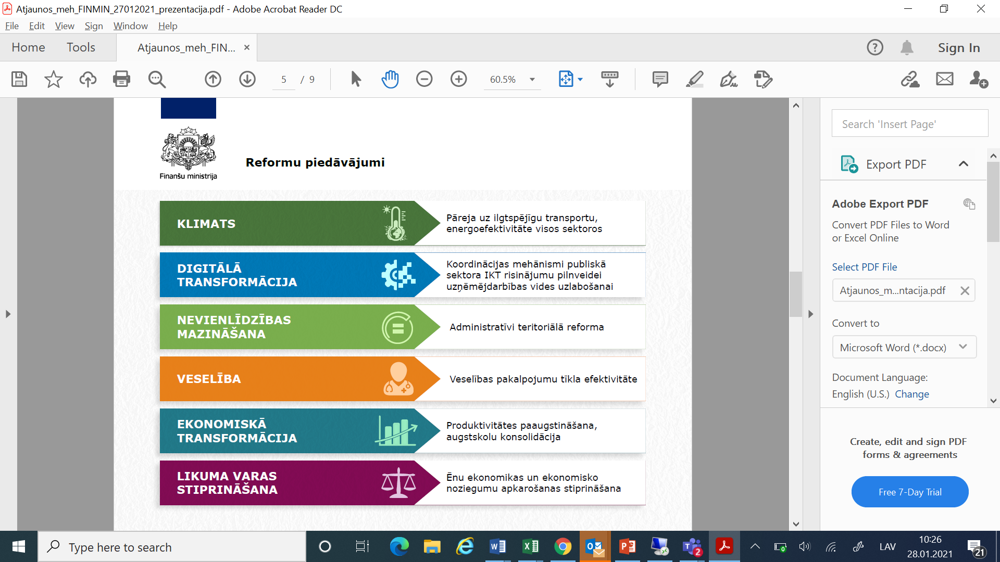 Atjaunos_meh_FINMIN_27012021_prezentacija.pdf - Adobe Acrobat Reader DC
File Edit View Sign Window Help
Home Tools Atjaunos_meh_FIN... Sign In
5 / 9 60.5%
Finanšu ministrija
Reformu piedāvājumi
KLIMATS
Pāreja uz ilgtspējīgu transportu,
energoefektivitāte visos sektoros
DIGITĀLĀ
TRANSFORMĀCIJA
Koordinācijas mehānismi publiskā
sektora IKT risinājumu pilnveidei
uzņēmējdarbības vides uzlabošanai
NEVIENLĪDZĪBAS
MAZINĀŠANA
Administratīvi teritoriālā reforma
VESELĪBA
Veselības pakalpojumu tīkla efektivitāte
EKONOMISKĀ
TRANSFORMĀCIJA
Produktivitātes paaugstināšana,
augstskolu konsolidācija
LIKUMA VARAS
STIPRINĀŠANA
Ēnu ekonomikas un ekonomisko
noziegumu apkarošanas stiprināšana
Search 'Insert Page'
Export PDF
Adobe Export PDF
Convert PDF Files to Word
or Excel Online
Select PDF File
Atjaunos_m...ntacija.pdf
Convert to
Microsoft Word (*.docx)
Document Language:
English (U.S.) Change
Create, edit and sign PDF
forms & agreements
Free 7-Day Trial
Type here to search
2
LAV
10:26
28.01.2021
21